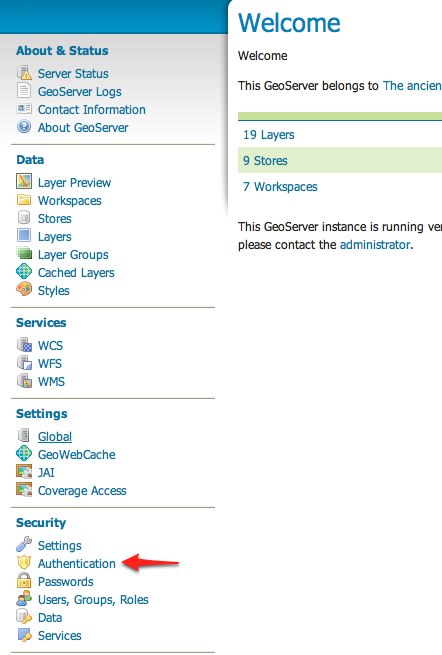 About & Status
Server Status
GeoServer Logs
Contact Information
About GeoServer
Data
Layer Preview
Workspaces
Stores
Layers
Layer Groups
Cached Layers
Styles
Services
WCS
WFS
WMS
Settings
Global
GeoWebCache
JAI
Coverage Access
Security
Settings
Authentication
Passwords
Users, Groups, Roles
Data
Services
Welcome
Welcome
This GeoServer belongs to The ancien
19 Layers
9 Stores
7 Workspaces
This GeoServer instance is running ver
please contact the administrator.